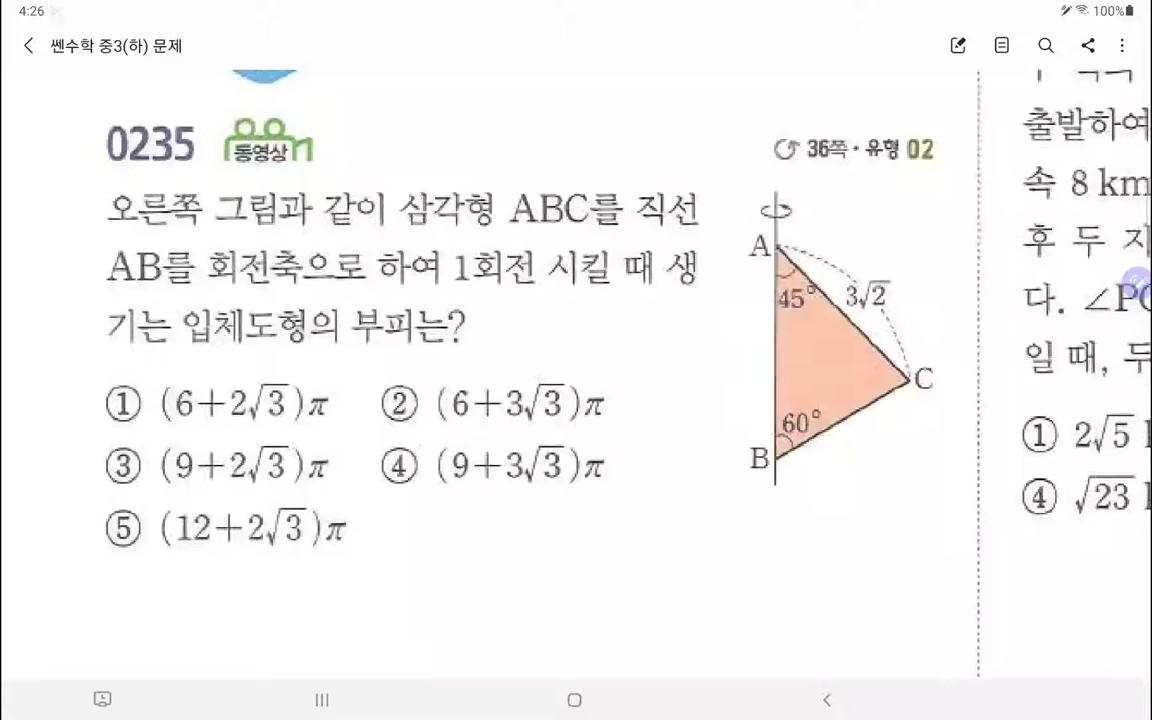 4:26
100%
쎈수학 중3(하) 문제
0235 동영상
36쪽·유형 02
오른쪽 그림과 같이 삼각형 ABC를 직선
AB를 회전축으로 하여 1회전 시킬 때 생
기는 입체도형의 부피는?
① (6+2√3)π ② (6+3√3)π
③ (9+2√3)π ④ (9+3√3)π
⑤ (12+2√3)π
A
45°
3√2
C
60°
B
출발하여
속 8 km
후 두 지
다. ∠PQ
일 때, 두
① 2√5
④ √23